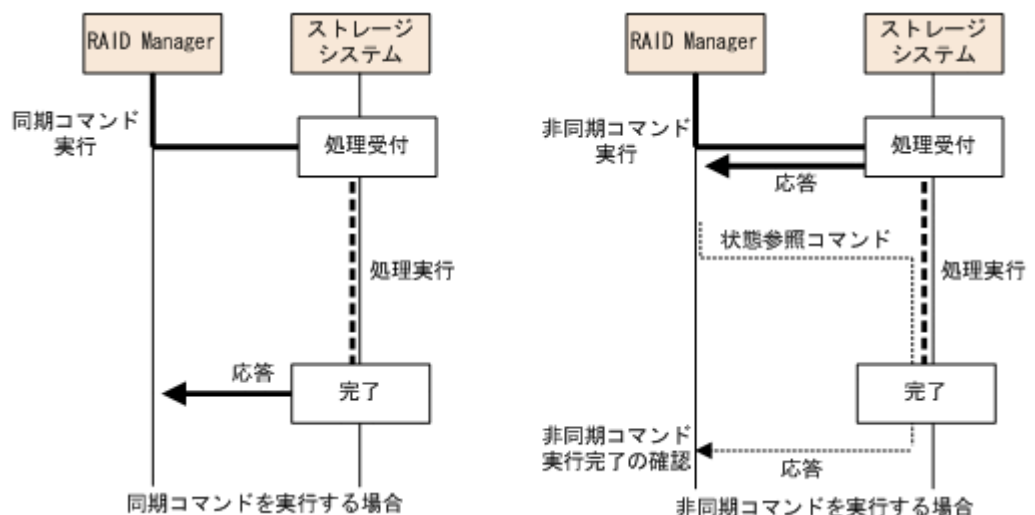 RAID Manager
ストレージ
システム
同期コマンド
実行
処理受付
処理実行
応答
完了
同期コマンドを実行する場合
RAID Manager
ストレージ
システム
非同期コマンド
実行
処理受付
応答
状態参照コマンド
処理実行
完了
非同期コマンド
実行完了の確認
応答
非同期コマンドを実行する場合